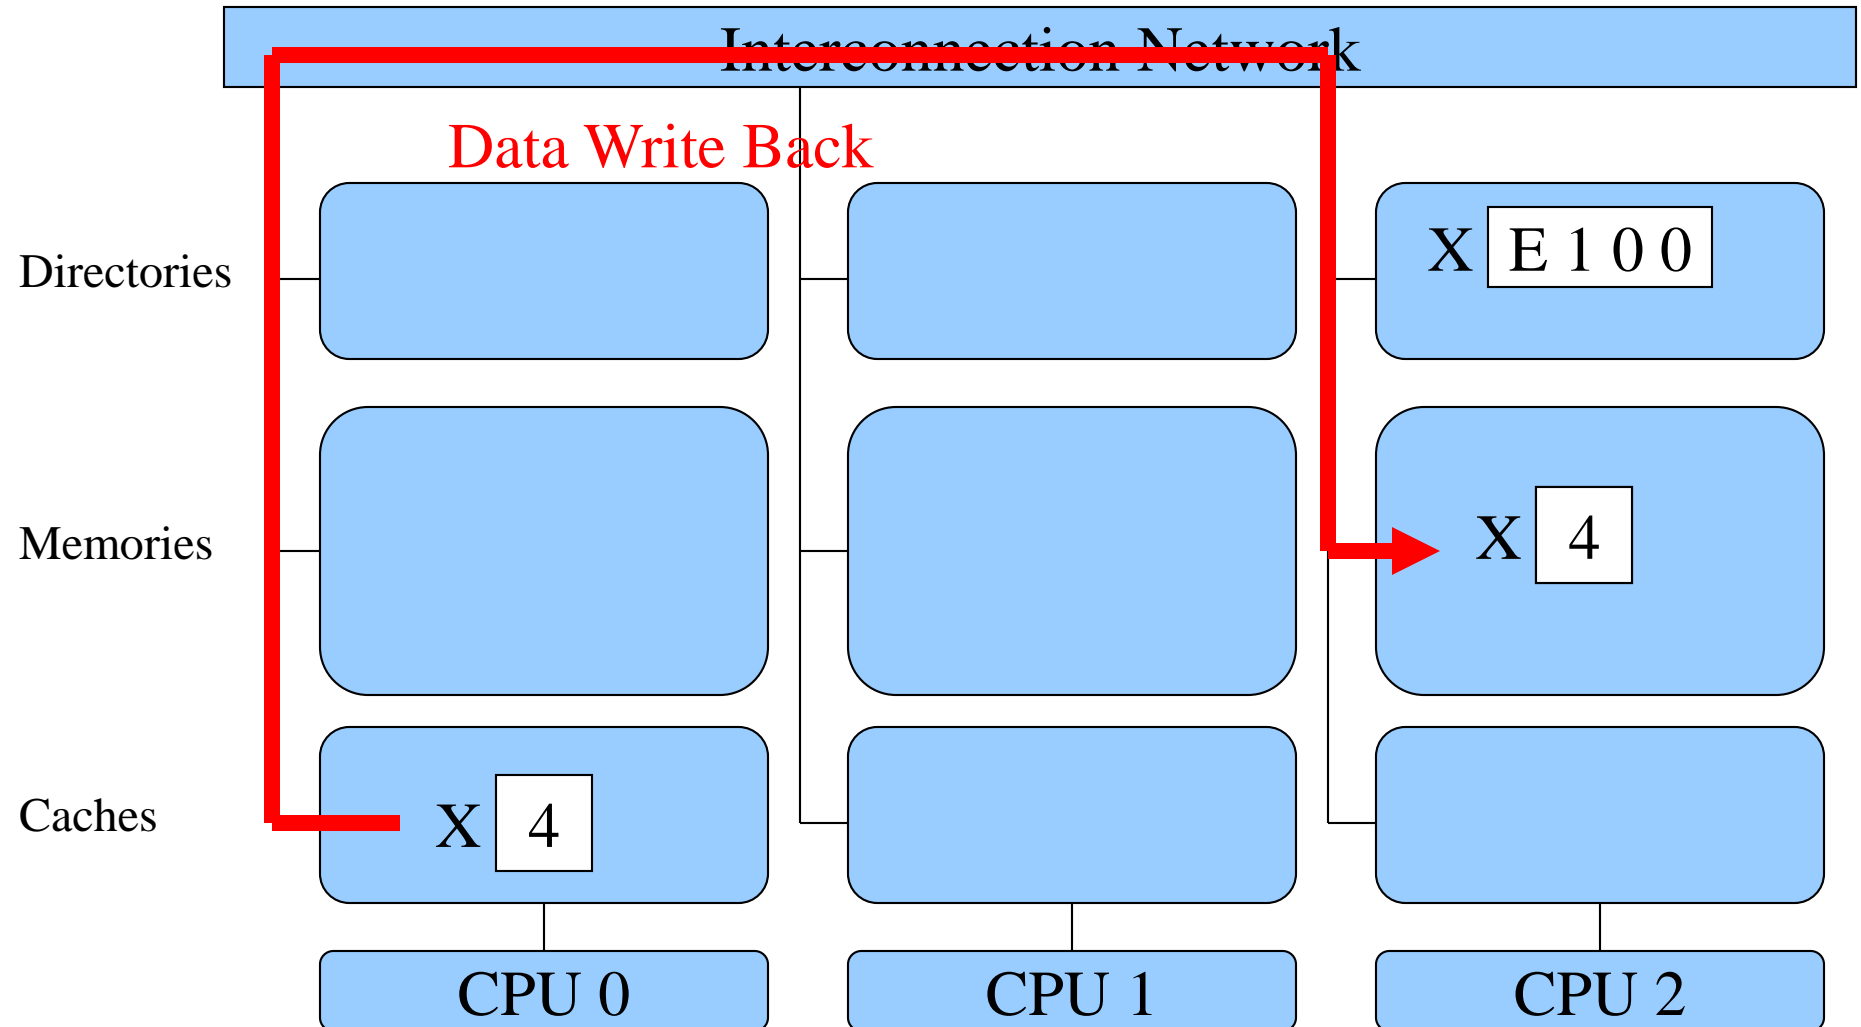 Interconnection Network
Data Write Back
Directories
X E 1 0 0
Memories
X 4
Caches
X 4
CPU 0
CPU 1
CPU 2